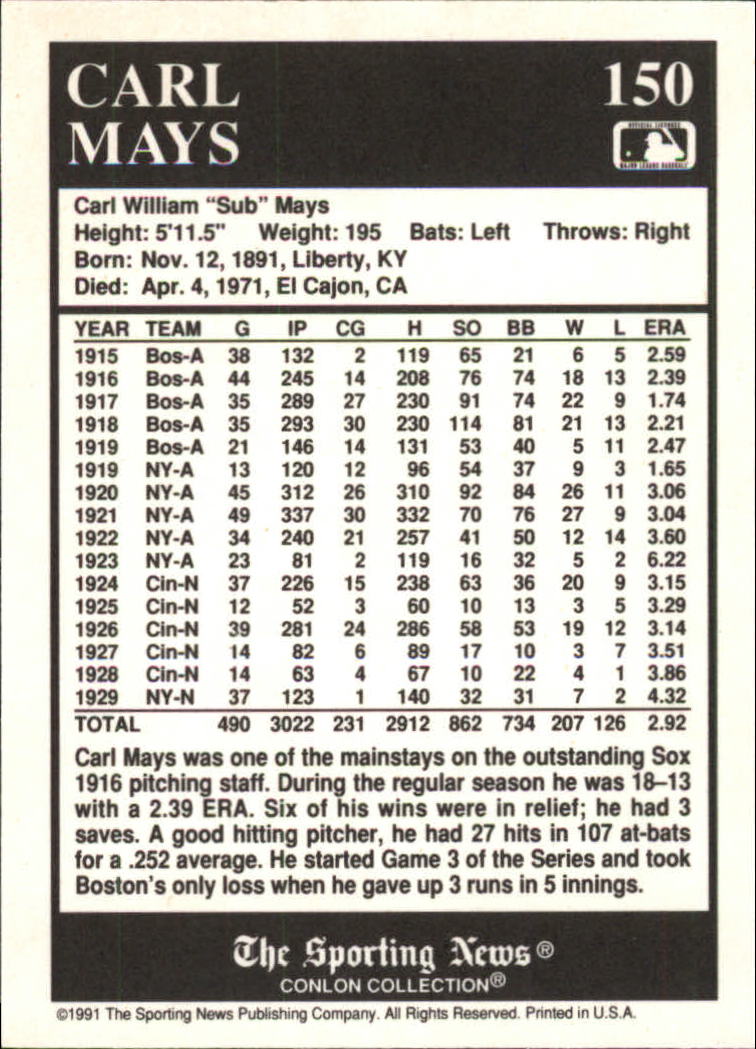 CARL
MAYS
150
OFFICIAL LICENSEE
MAJOR LEAGUE BASEBALL
Carl William "Sub" Mays
Height: 5'11.5" Weight: 195 Bats: Left Throws: Right
Born: Nov. 12, 1891, Liberty, KY
Died: Apr. 4, 1971, El Cajon, CA
YEAR TEAM G IP CG H SO BB W L ERA
1915 Bos-A 38 132 2 119 65 21 6 5 2.59
1916 Bos-A 44 245 14 208 76 74 18 13 2.39
1917 Bos-A 35 289 27 230 91 74 22 9 1.74
1918 Bos-A 35 293 30 230 114 81 21 13 2.21
1919 Bos-A 21 146 14 131 53 40 5 11 2.47
1919 NY-A 13 120 12 96 54 37 9 3 1.65
1920 NY-A 45 312 26 310 92 84 26 11 3.06
1921 NY-A 49 337 30 332 70 76 27 9 3.04
1922 NY-A 34 240 21 257 41 50 12 14 3.60
1923 NY-A 23 81 2 119 16 32 5 2 6.22
1924 Cin-N 37 226 15 238 63 36 20 9 3.15
1925 Cin-N 12 52 3 60 10 13 3 5 3.29
1926 Cin-N 39 281 24 286 58 53 19 12 3.14
1927 Cin-N 14 82 6 89 17 10 3 7 3.51
1928 Cin-N 14 63 4 67 10 22 4 1 3.86
1929 NY-N 37 123 1 140 32 31 7 2 4.32
TOTAL 490 3022 231 2912 862 734 207 126 2.92
Carl Mays was one of the mainstays on the outstanding Sox
1916 pitching staff. During the regular season he was 18–13
with a 2.39 ERA. Six of his wins were in relief; he had 3
saves. A good hitting pitcher, he had 27 hits in 107 at-bats
for a .252 average. He started Game 3 of the Series and took
Boston's only loss when he gave up 3 runs in 5 innings.
The Sporting News®
CONLON COLLECTION®
©1991 The Sporting News Publishing Company. All Rights Reserved. Printed in U.S.A.